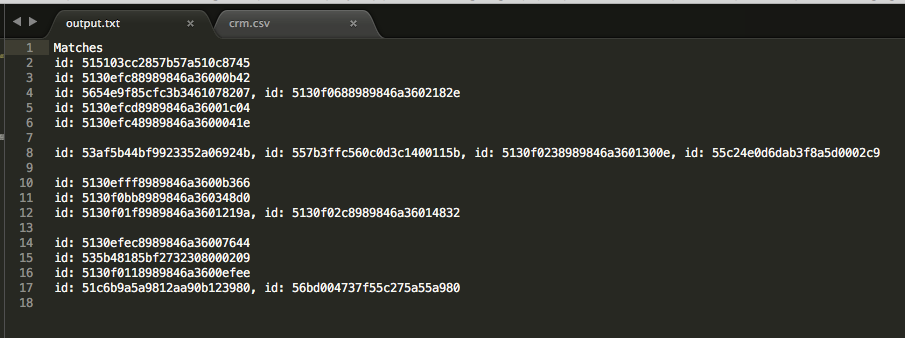 output.txt × crm.csv ×
1 Matches
2 id: 515103cc2857b57a510c8745
3 id: 5130efc88989846a36000b42
4 id: 5654e9f85cfc3b3461078207, id: 5130f0688989846a3602182e
5 id: 5130efcd8989846a36001c04
6 id: 5130efc48989846a3600041e
7
8 id: 53af5b44bf9923352a06924b, id: 557b3ffc560c0d3c1400115b, id: 5130f0238989846a3601300e, id: 55c24e0d6dab3f8a5d0002c9
9
10 id: 5130efff8989846a3600b366
11 id: 5130f0bb8989846a360348d0
12 id: 5130f01f8989846a3601219a, id: 5130f02c8989846a36014832
13
14 id: 5130efec8989846a36007644
15 id: 535b48185bf2732308000209
16 id: 5130f0118989846a3600efee
17 id: 51c6b9a5a9812aa90b123980, id: 56bd004737f55c275a55a980
18